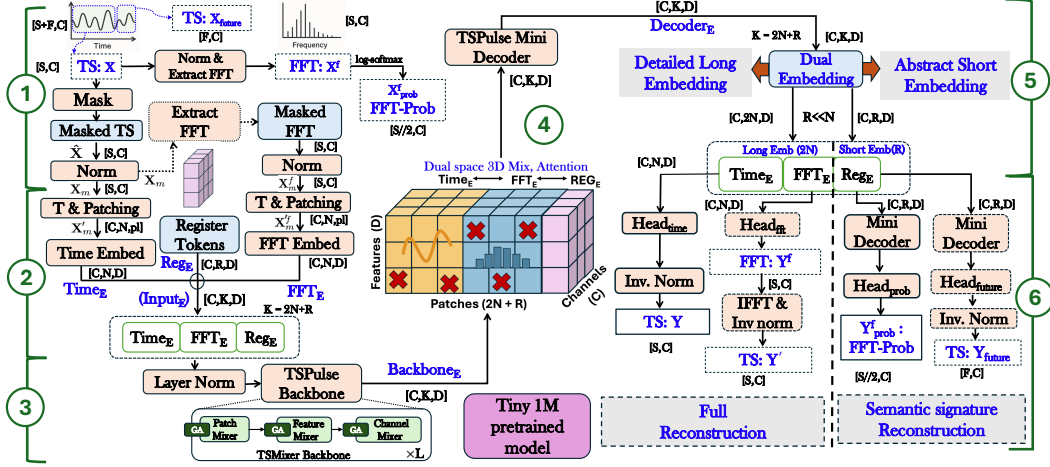 [S+F,C]
TS: X_future
[F,C]
Time
[S,C]
TS: X
Norm &
Extract FFT
Frequency
[S,C]
FFT: X^f
log-softmax
X^f_prob
FFT-Prob
[S//2,C]
1
Mask
Masked TS
X̂
[S,C]
Norm
X_m
[S,C]
X_m
Extract
FFT
Masked
FFT
[S,C]
Norm
X^f_m
[S,C]
T & Patching
X'_m
[C,N,pl]
T & Patching
X'^f_m
[C,N,pl]
2
Time Embed
[C,N,D]
Time_E
Register
Tokens
Reg_E
[C,R,D]
FFT Embed
[C,N,D]
FFT_E
(Input_E)
[C,K,D]
K = 2N+R
Time_E
FFT_E
Reg_E
3
Layer Norm
TSPulse
Backbone
Backbone_E
[C,K,D]
GA
Patch
Mixer
GA
Feature
Mixer
GA
Channel
Mixer
TSMixer Backbone
×L
4
TSPulse Mini
Decoder
[C,K,D]
Dual space 3D Mix, Attention
Time_E
FFT_E
REG_E
Features (D)
Patches (2N + R)
Channels
(C)
Tiny 1M
pretrained
model
[C,K,D]
Decoder_E
K = 2N+R
[C,K,D]
5
Detailed Long
Embedding
Dual
Embedding
Abstract Short
Embedding
[C,2N,D]
R<<N
[C,R,D]
Long Emb (2N)
Short Emb(R)
Time_E
FFT_E
Reg_E
6
[C,N,D]
Head_time
Inv. Norm
TS: Y
[S,C]
[C,N,D]
Head_fft
FFT: Y^f
[S,C]
IFFT &
Inv norm
TS: Y'
[S,C]
[C,R,D]
Mini
Decoder
Head_prob
Y^f_prob :
FFT-Prob
[S//2,C]
[C,R,D]
Mini
Decoder
Head_future
Inv. Norm
TS: Y_future
[F,C]
Full
Reconstruction
Semantic signature
Reconstruction